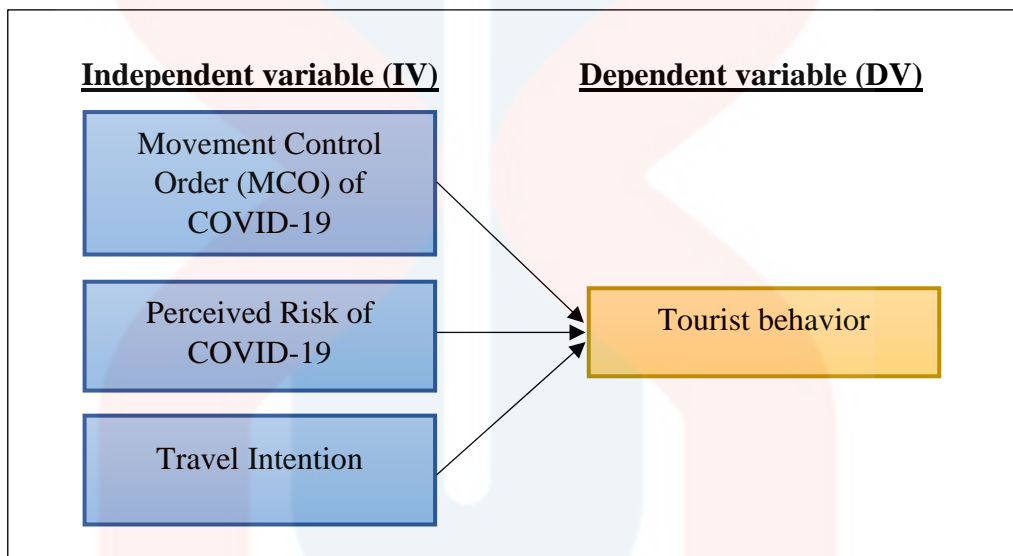 Independent variable (IV)
Dependent variable (DV)
Movement Control
Order (MCO) of
COVID-19
Perceived Risk of
COVID-19
Tourist behavior
Travel Intention